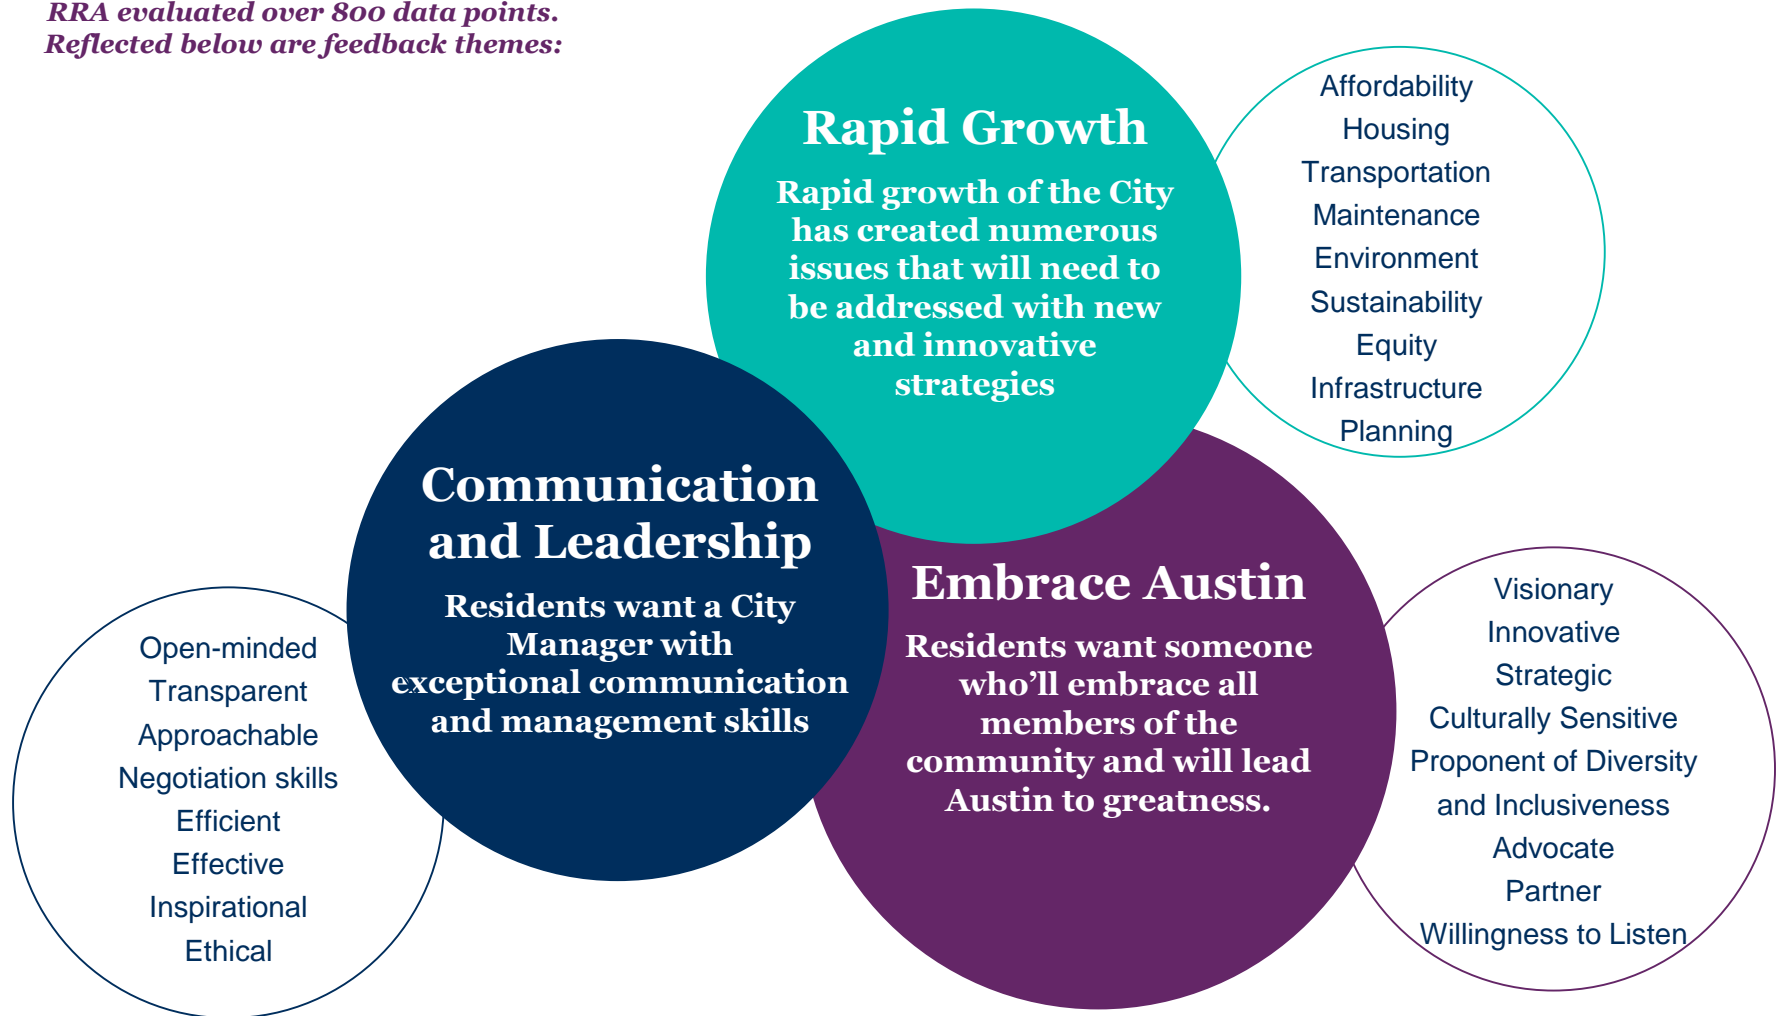 RRA evaluated over 800 data points.
Reflected below are feedback themes:
Rapid Growth
Rapid growth of the City
has created numerous
issues that will need to
be addressed with new
and innovative
strategies
Affordability
Housing
Transportation
Maintenance
Environment
Sustainability
Equity
Infrastructure
Planning
Communication
and Leadership
Residents want a City
Manager with
exceptional communication
and management skills
Open-minded
Transparent
Approachable
Negotiation skills
Efficient
Effective
Inspirational
Ethical
Embrace Austin
Residents want someone
who’ll embrace all
members of the
community and will lead
Austin to greatness.
Visionary
Innovative
Strategic
Culturally Sensitive
Proponent of Diversity
and Inclusiveness
Advocate
Partner
Willingness to Listen